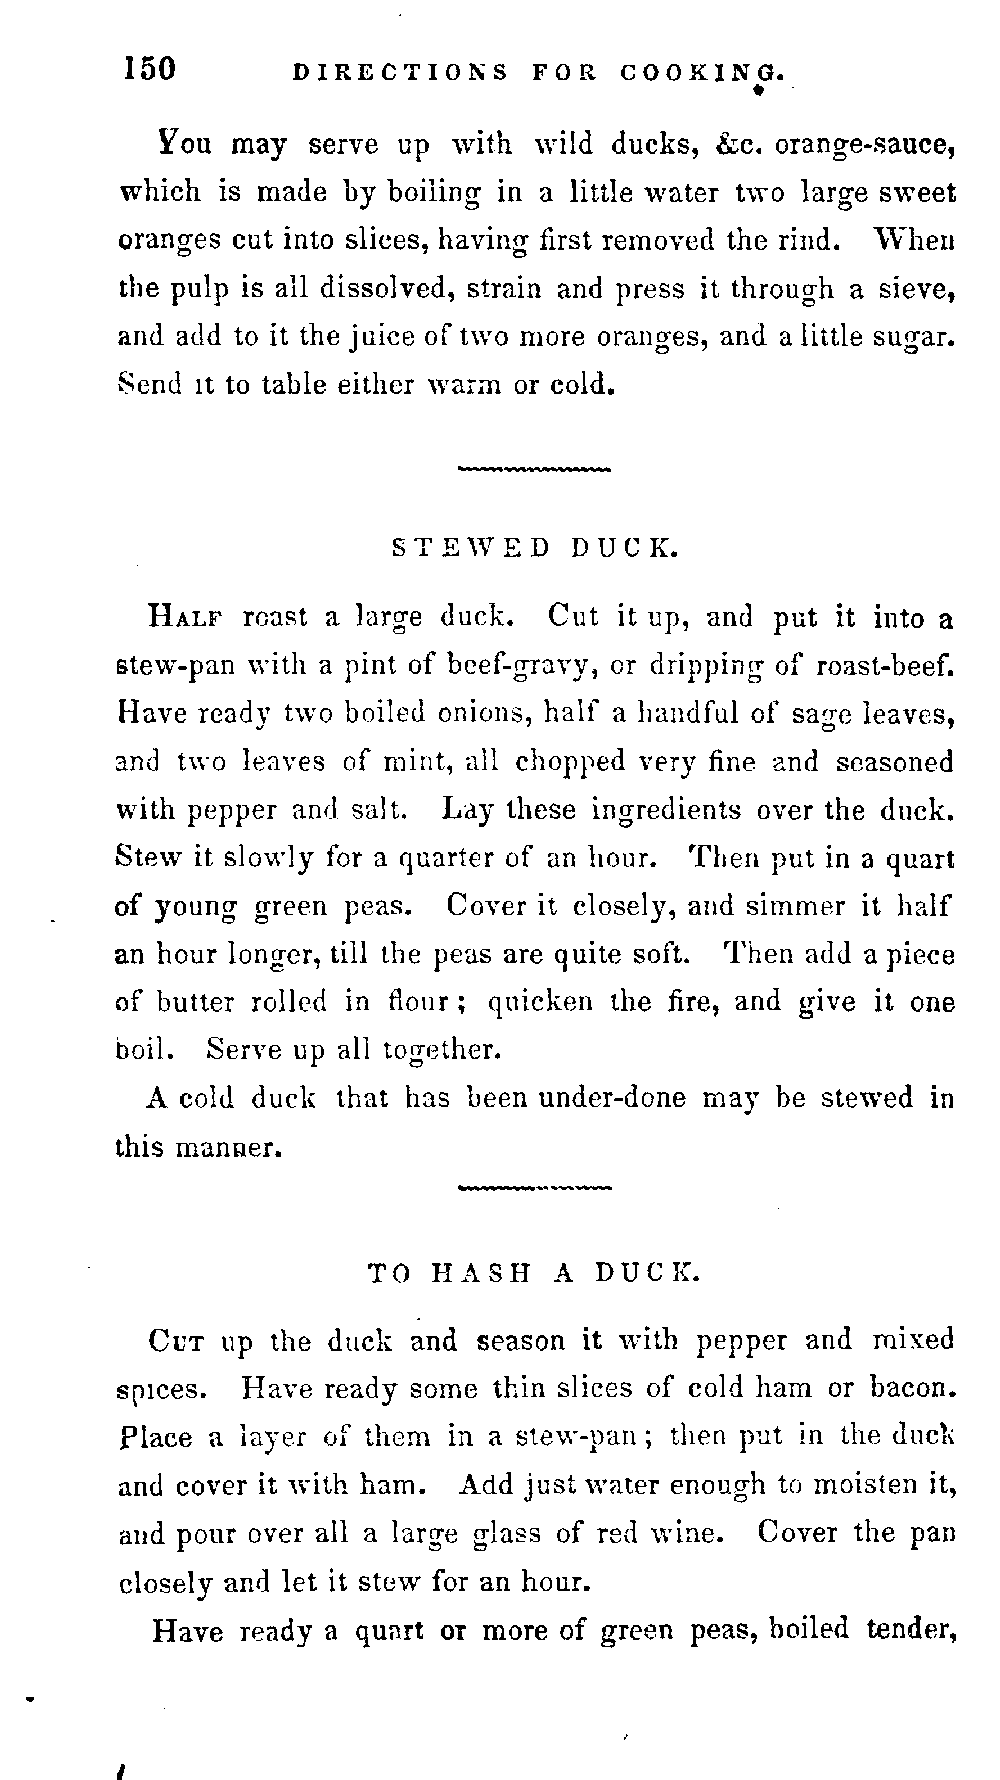 150 DIRECTIONS FOR COOKING.
You may serve up with wild ducks, &c. orange-sauce,
which is made by boiling in a little water two large sweet
oranges cut into slices, having first removed the rind. When
the pulp is all dissolved, strain and press it through a sieve,
and add to it the juice of two more oranges, and a little sugar.
Send it to table either warm or cold.
STEWED DUCK.
HALF roast a large duck. Cut it up, and put it into a
stew-pan with a pint of beef-gravy, or dripping of roast-beef.
Have ready two boiled onions, half a handful of sage leaves,
and two leaves of mint, all chopped very fine and seasoned
with pepper and salt. Lay these ingredients over the duck.
Stew it slowly for a quarter of an hour. Then put in a quart
of young green peas. Cover it closely, and simmer it half
an hour longer, till the peas are quite soft. Then add a piece
of butter rolled in flour; quicken the fire, and give it one
boil. Serve up all together.
A cold duck that has been under-done may be stewed in
this manner.
TO HASH A DUCK.
CUT up the duck and season it with pepper and mixed
spices. Have ready some thin slices of cold ham or bacon.
Place a layer of them in a stew-pan; then put in the duck
and cover it with ham. Add just water enough to moisten it,
and pour over all a large glass of red wine. Cover the pan
closely and let it stew for an hour.
Have ready a quart or more of green peas, boiled tender,